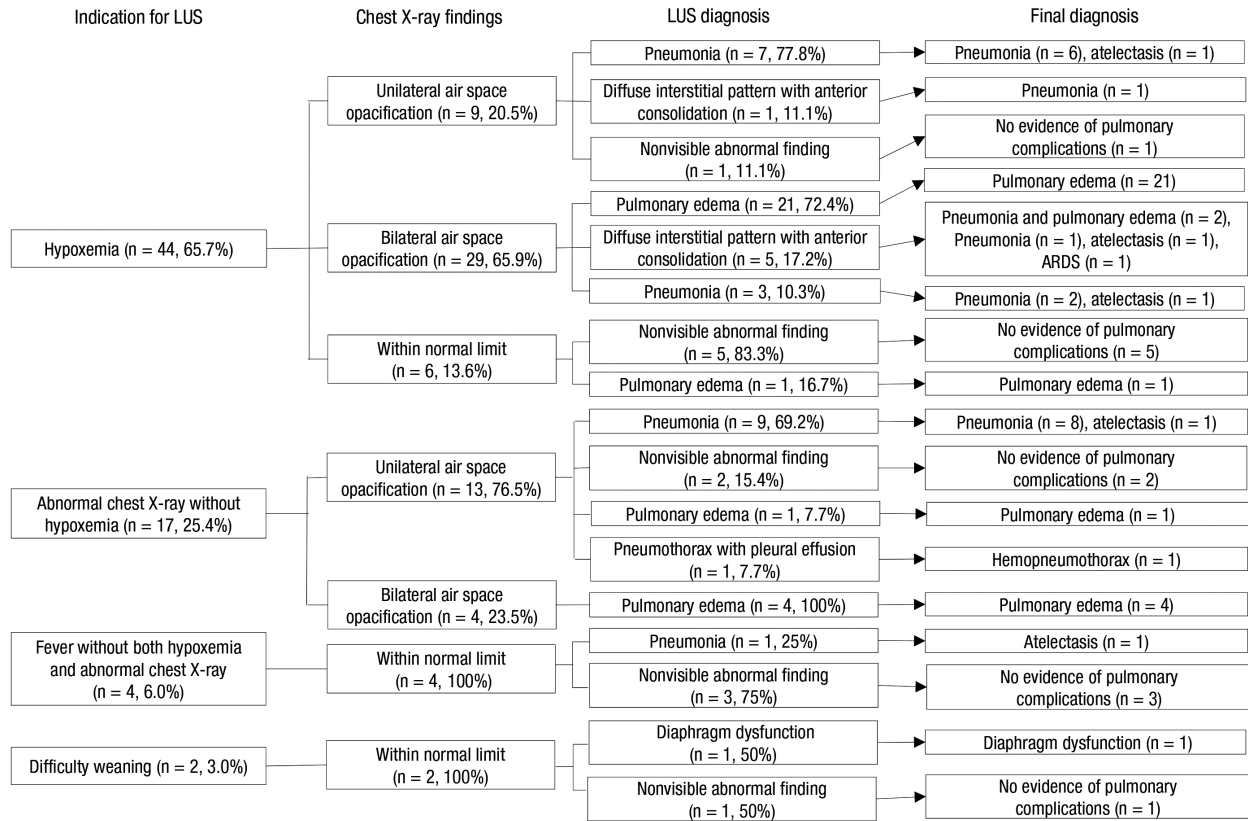 Indication for LUS
Chest X-ray findings
LUS diagnosis
Final diagnosis
Hypoxemia (n = 44, 65.7%)
Unilateral air space
opacification (n = 9, 20.5%)
Pneumonia (n = 7, 77.8%)
Pneumonia (n = 6), atelectasis (n = 1)
Diffuse interstitial pattern with anterior
consolidation (n = 1, 11.1%)
Pneumonia (n = 1)
Nonvisible abnormal finding
(n = 1, 11.1%)
No evidence of pulmonary
complications (n = 1)
Bilateral air space
opacification (n = 29, 65.9%)
Pulmonary edema (n = 21, 72.4%)
Pulmonary edema (n = 21)
Diffuse interstitial pattern with anterior
consolidation (n = 5, 17.2%)
Pneumonia and pulmonary edema (n = 2),
Pneumonia (n = 1), atelectasis (n = 1),
ARDS (n = 1)
Pneumonia (n = 3, 10.3%)
Pneumonia (n = 2), atelectasis (n = 1)
Within normal limit
(n = 6, 13.6%)
Nonvisible abnormal finding
(n = 5, 83.3%)
No evidence of pulmonary
complications (n = 5)
Pulmonary edema (n = 1, 16.7%)
Pulmonary edema (n = 1)
Abnormal chest X-ray without
hypoxemia (n = 17, 25.4%)
Unilateral air space
opacification (n = 13, 76.5%)
Pneumonia (n = 9, 69.2%)
Pneumonia (n = 8), atelectasis (n = 1)
Nonvisible abnormal finding
(n = 2, 15.4%)
No evidence of pulmonary
complications (n = 2)
Pulmonary edema (n = 1, 7.7%)
Pulmonary edema (n = 1)
Pneumothorax with pleural effusion
(n = 1, 7.7%)
Hemopneumothorax (n = 1)
Bilateral air space
opacification (n = 4, 23.5%)
Pulmonary edema (n = 4, 100%)
Pulmonary edema (n = 4)
Fever without both hypoxemia
and abnormal chest X-ray
(n = 4, 6.0%)
Within normal limit
(n = 4, 100%)
Pneumonia (n = 1, 25%)
Atelectasis (n = 1)
Nonvisible abnormal finding
(n = 3, 75%)
No evidence of pulmonary
complications (n = 3)
Difficulty weaning (n = 2, 3.0%)
Within normal limit
(n = 2, 100%)
Diaphragm dysfunction
(n = 1, 50%)
Diaphragm dysfunction (n = 1)
Nonvisible abnormal finding
(n = 1, 50%)
No evidence of pulmonary
complications (n = 1)